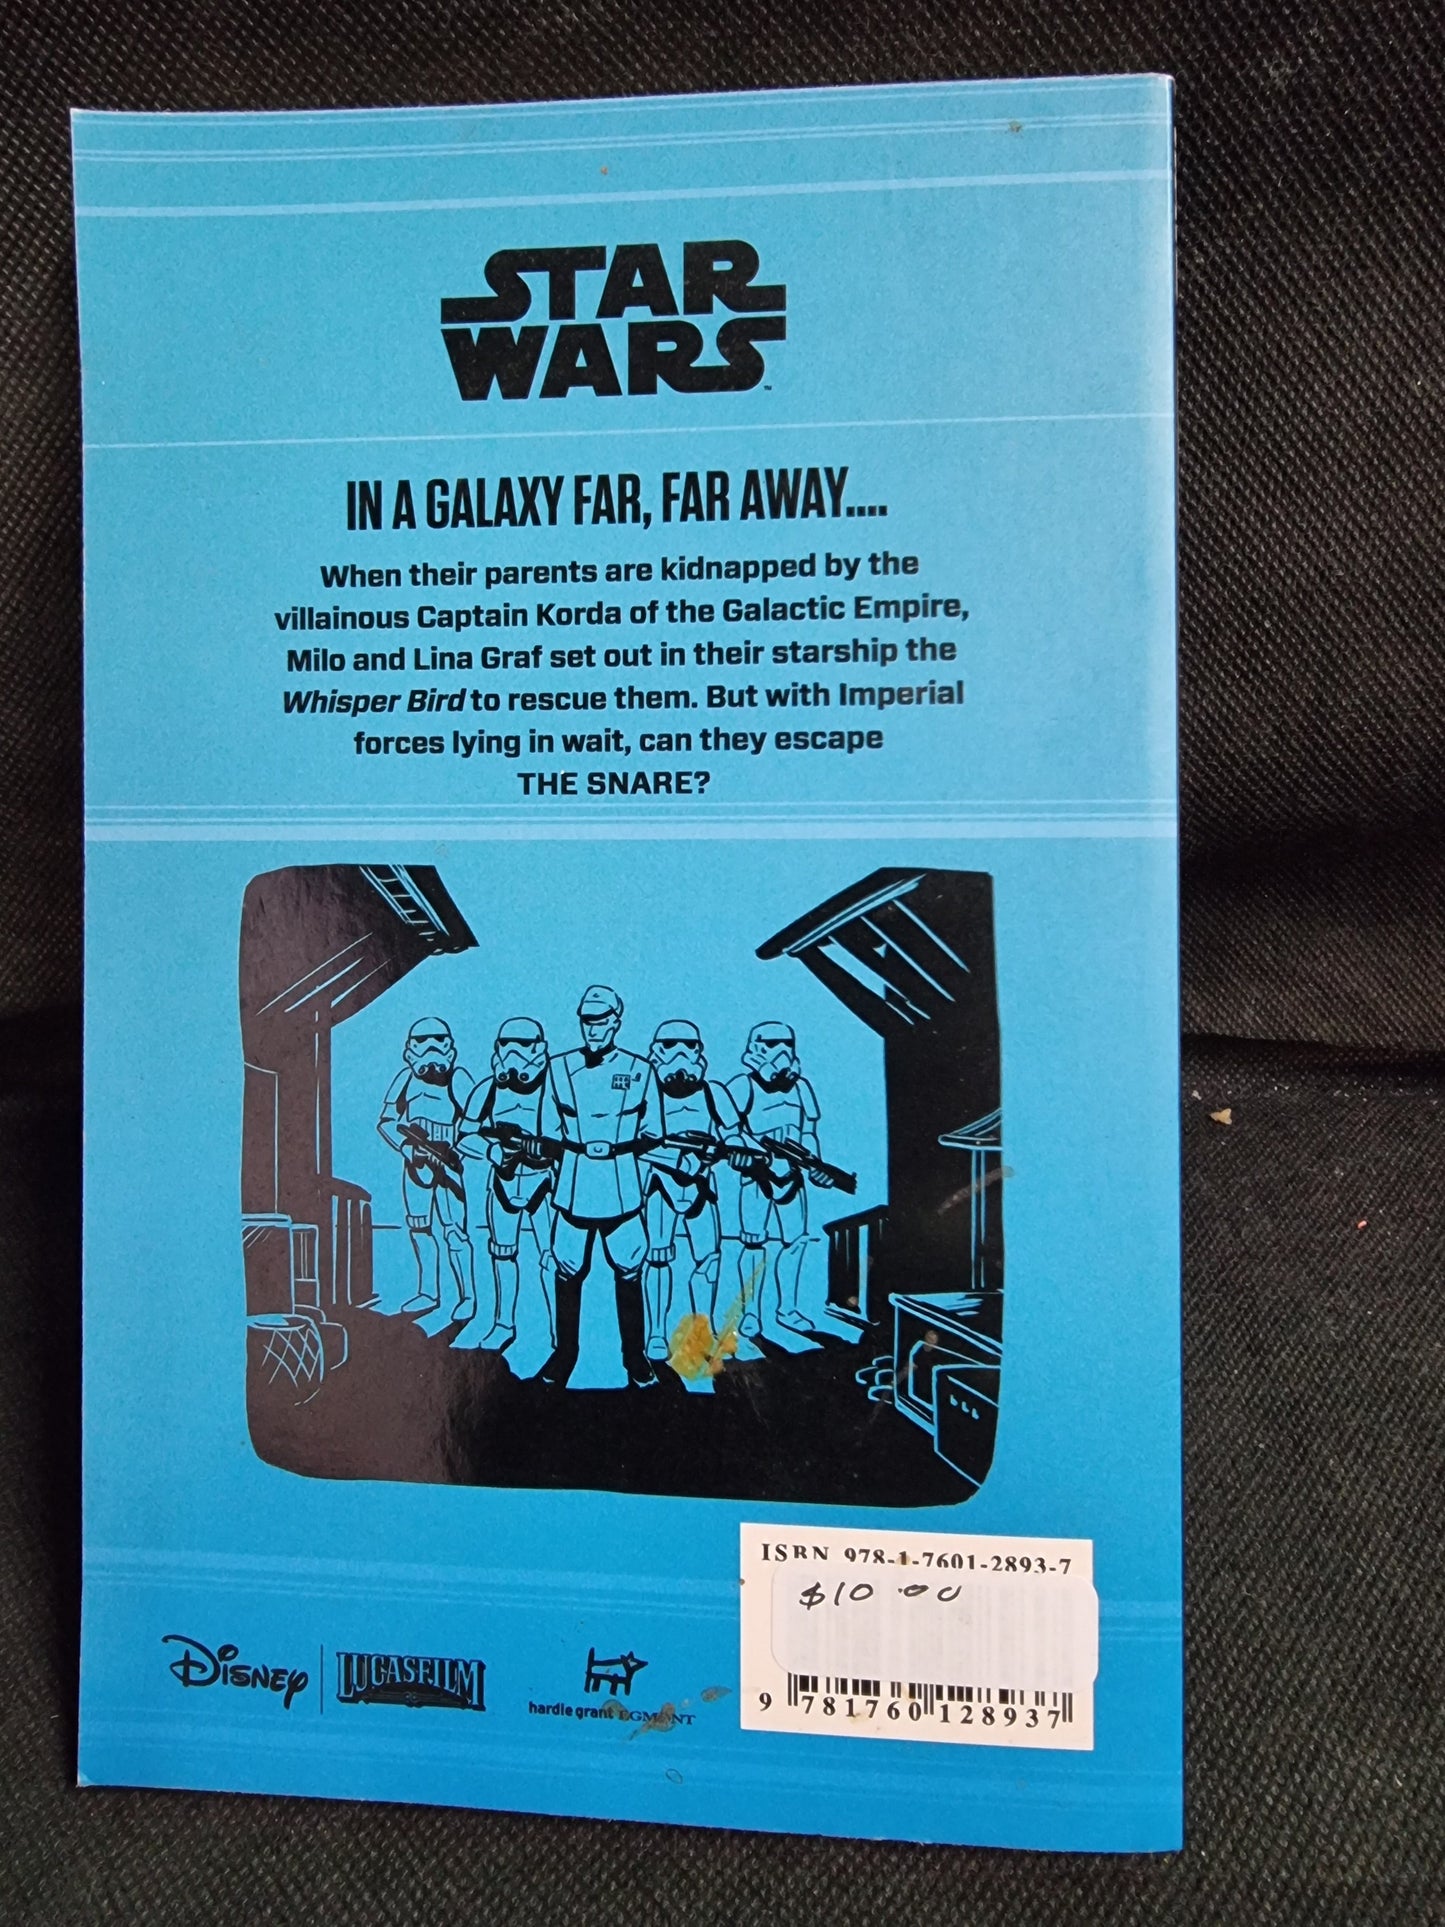 STAR
WARS
IN A GALAXY FAR, FAR AWAY....
When their parents are kidnapped by the
villainous Captain Korda of the Galactic Empire,
Milo and Lina Graf set out in their starship the
Whisper Bird to rescue them. But with Imperial
forces lying in wait, can they escape
THE SNARE?
ISBN 978-1-7601-2893-7
$10.00
DISNEY
LUCASFILM
hardie grant EGMONT
9 781760 128937